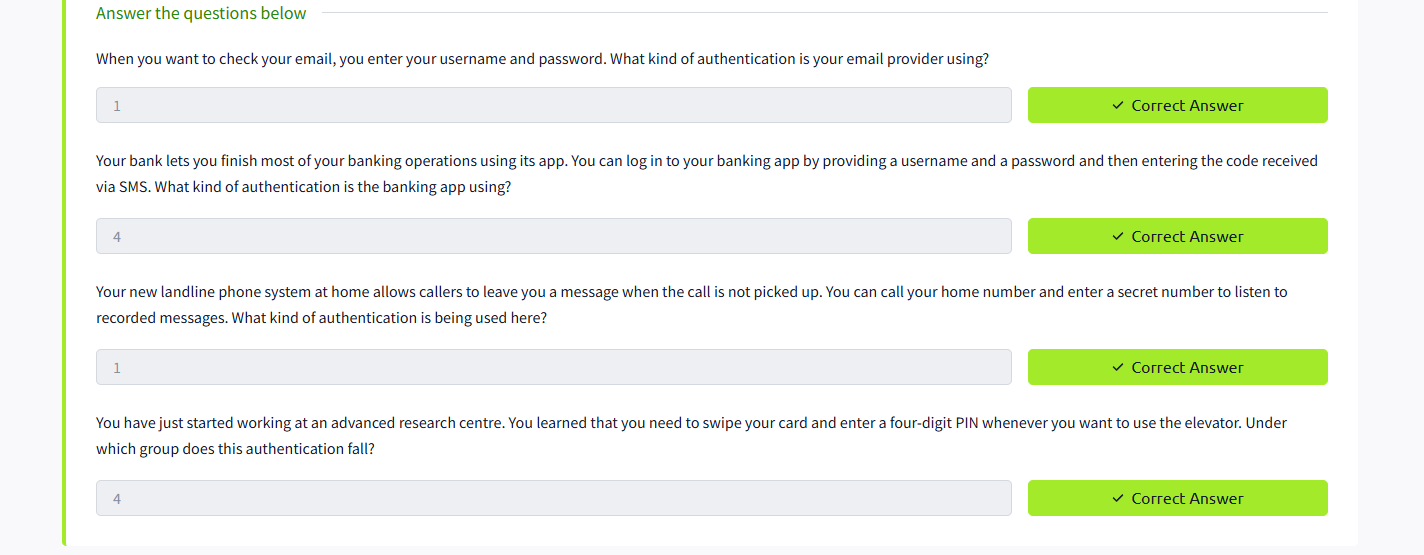 Answer the questions below
When you want to check your email, you enter your username and password. What kind of authentication is your email provider using?
1
✓ Correct Answer
Your bank lets you finish most of your banking operations using its app. You can log in to your banking app by providing a username and a password and then entering the code received
via SMS. What kind of authentication is the banking app using?
4
✓ Correct Answer
Your new landline phone system at home allows callers to leave you a message when the call is not picked up. You can call your home number and enter a secret number to listen to
recorded messages. What kind of authentication is being used here?
1
✓ Correct Answer
You have just started working at an advanced research centre. You learned that you need to swipe your card and enter a four-digit PIN whenever you want to use the elevator. Under
which group does this authentication fall?
4
✓ Correct Answer